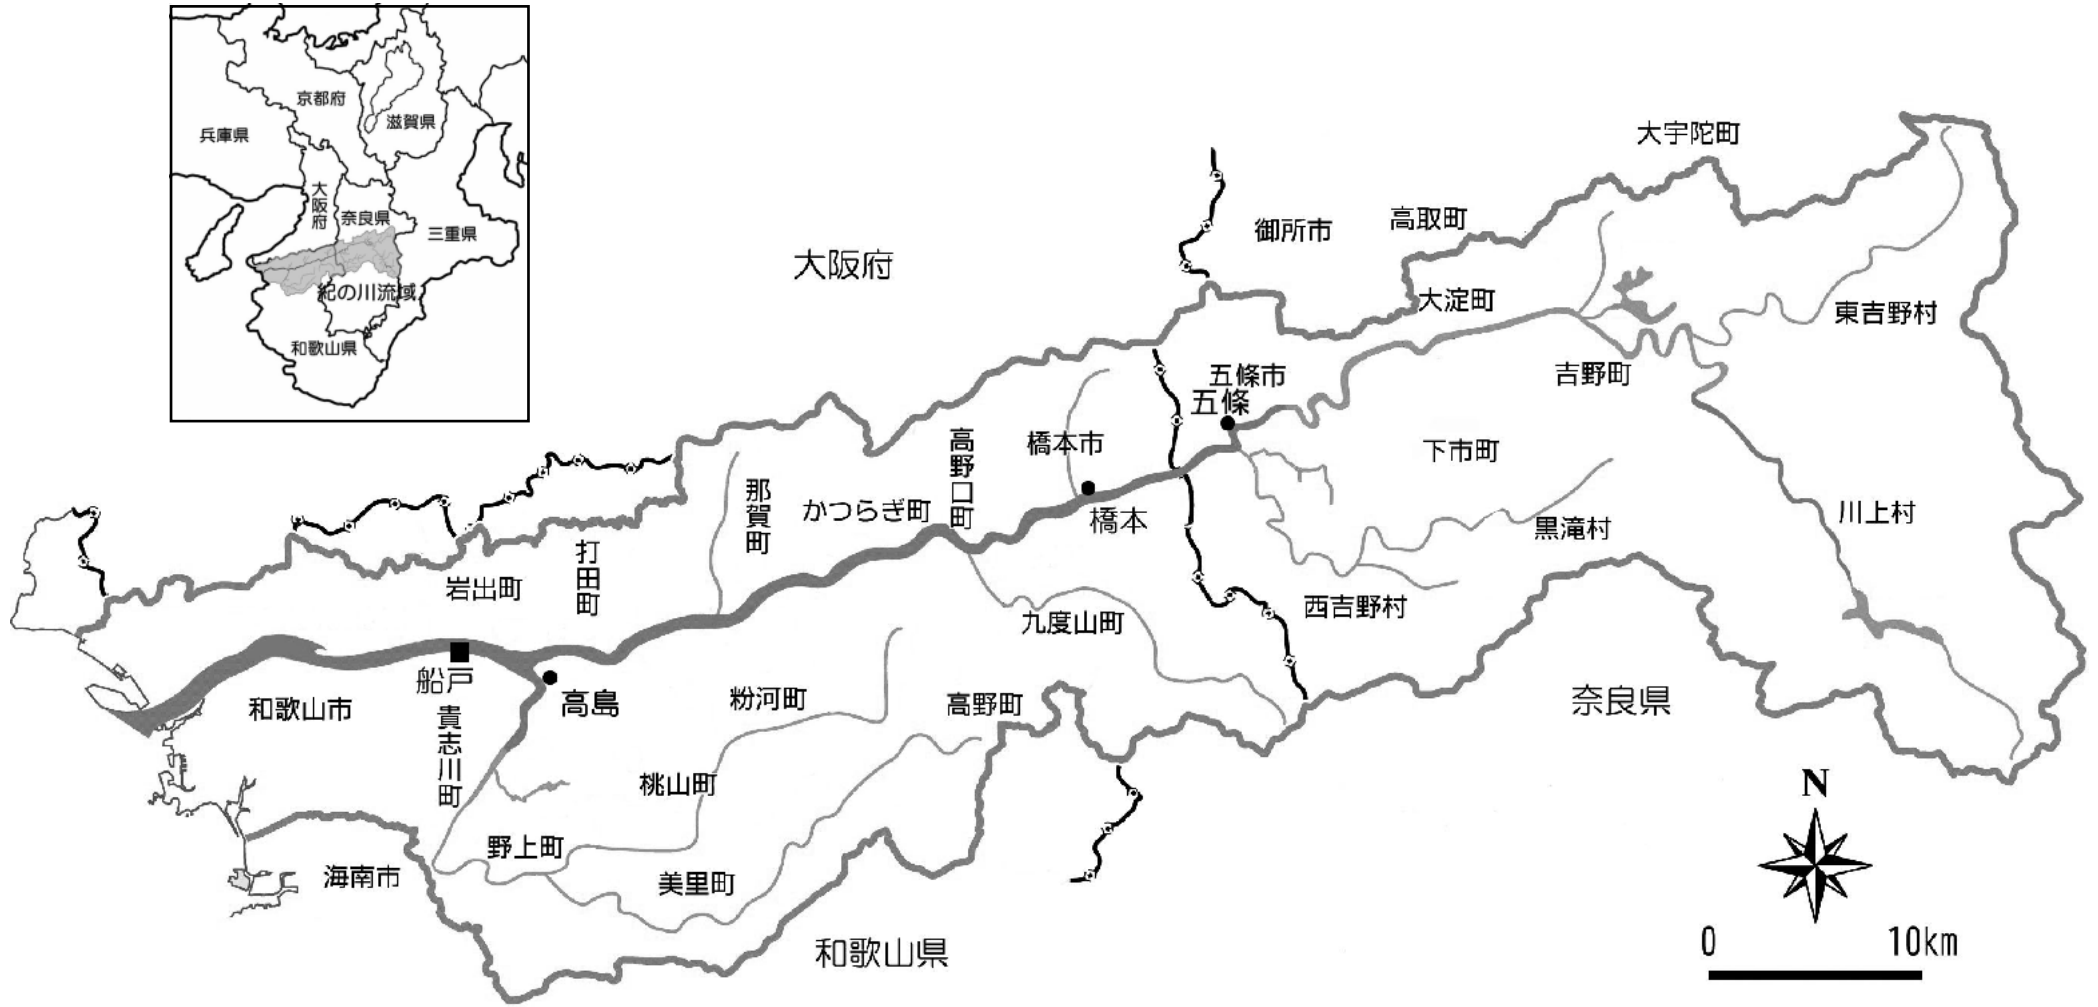 京都府
滋賀県
兵庫県
大阪府
奈良県
三重県
紀の川流域
和歌山県
大宇陀町
高取町
御所市
大阪府
大淀町
東吉野村
吉野町
五條市
五條
高野口町
橋本市
下市町
那賀町
かつらぎ町
橋本
黒滝村
川上村
打田町
岩出町
西吉野村
九度山町
船戸
高島
和歌山市
粉河町
高野町
奈良県
貴志川町
桃山町
野上町
美里町
海南市
和歌山県
N
0 10km